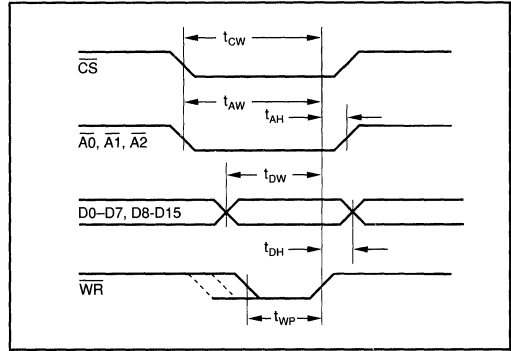 tCW
CS
tAW
tAH
A0, A1, A2
tDW
D0–D7, D8-D15
tDH
WR
tWP